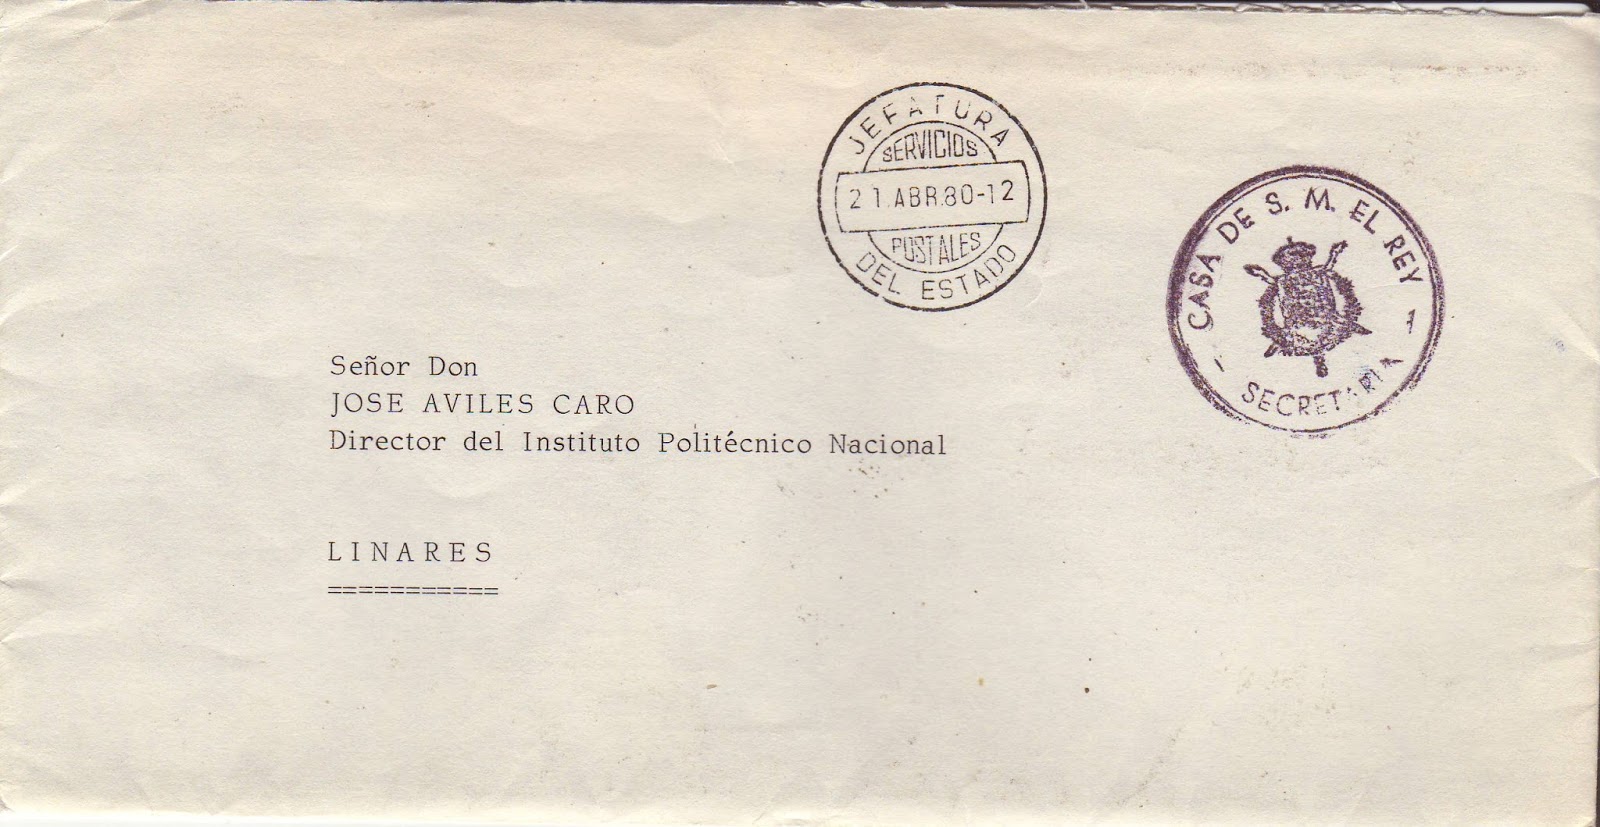 JEFATURA
SERVICIOS
21.ABR.80-12
POSTALES
DEL ESTADO
CASA DE S. M. EL REY
SECRETARIA
Señor Don
JOSE AVILES CARO
Director del Instituto Politécnico Nacional
LINARES
===========